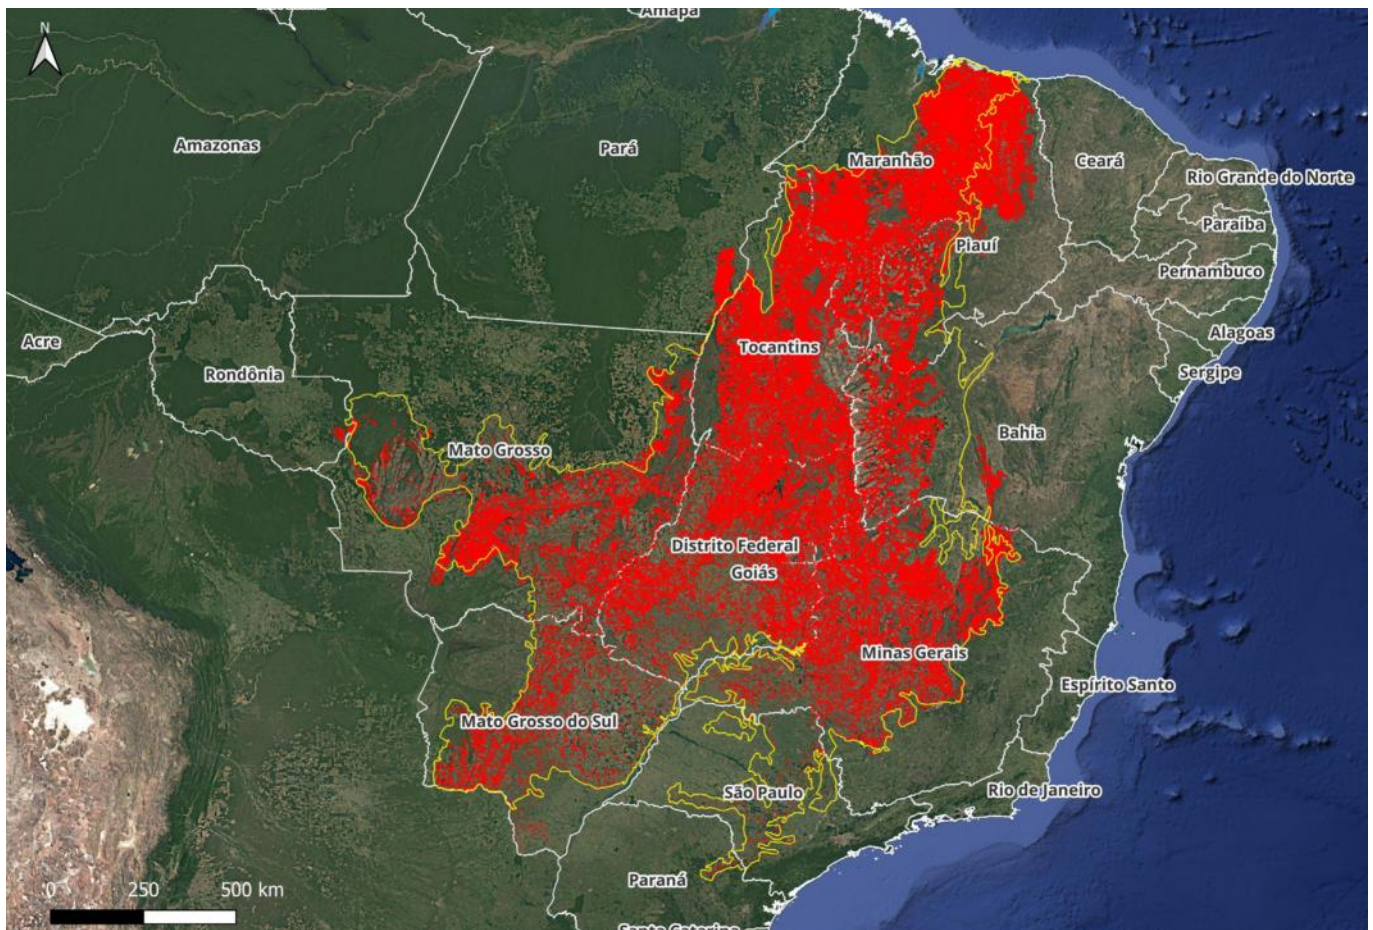 Amapá
N
Amazonas
Pará
Maranhão
Ceará
Rio Grande do Norte
Paraíba
Piauí
Pernambuco
Acre
Rondônia
Tocantins
Alagoas
Sergipe
Bahia
Mato Grosso
Distrito Federal
Goiás
Minas Gerais
Espírito Santo
Mato Grosso do Sul
São Paulo
Rio de Janeiro
Paraná
0 250 500 km
Santa Catarina